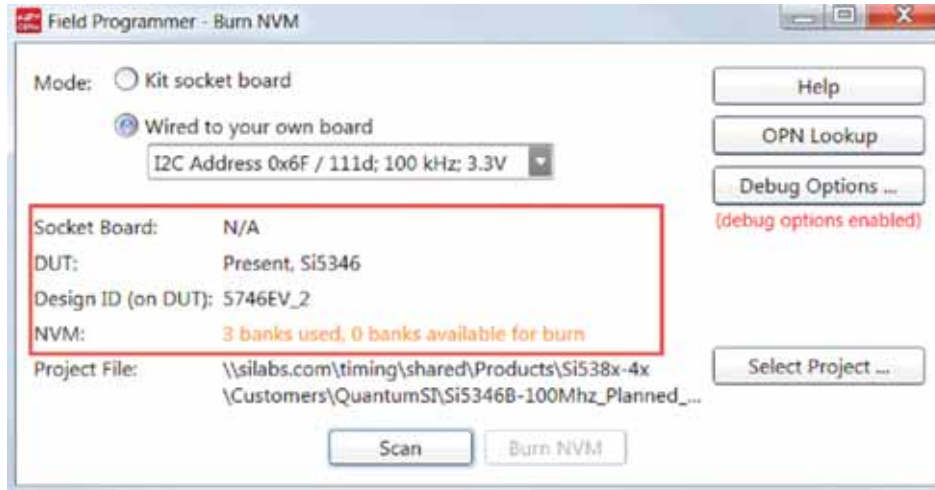 Field Programmer - Burn NVM
Mode: Kit socket board
Help
Wired to your own board
OPN Lookup
I2C Address 0x6F / 111d; 100 kHz; 3.3V
Debug Options ...
(debug options enabled)
Socket Board: N/A
DUT: Present, Si5346
Design ID (on DUT): 5746EV_2
NVM: 3 banks used, 0 banks available for burn
Project File: \\silabs.com\timing\shared\Products\Si538x-4x
Select Project ...
\Customers\QuantumSI\Si5346B-100Mhz_Planned_...
Scan Burn NVM